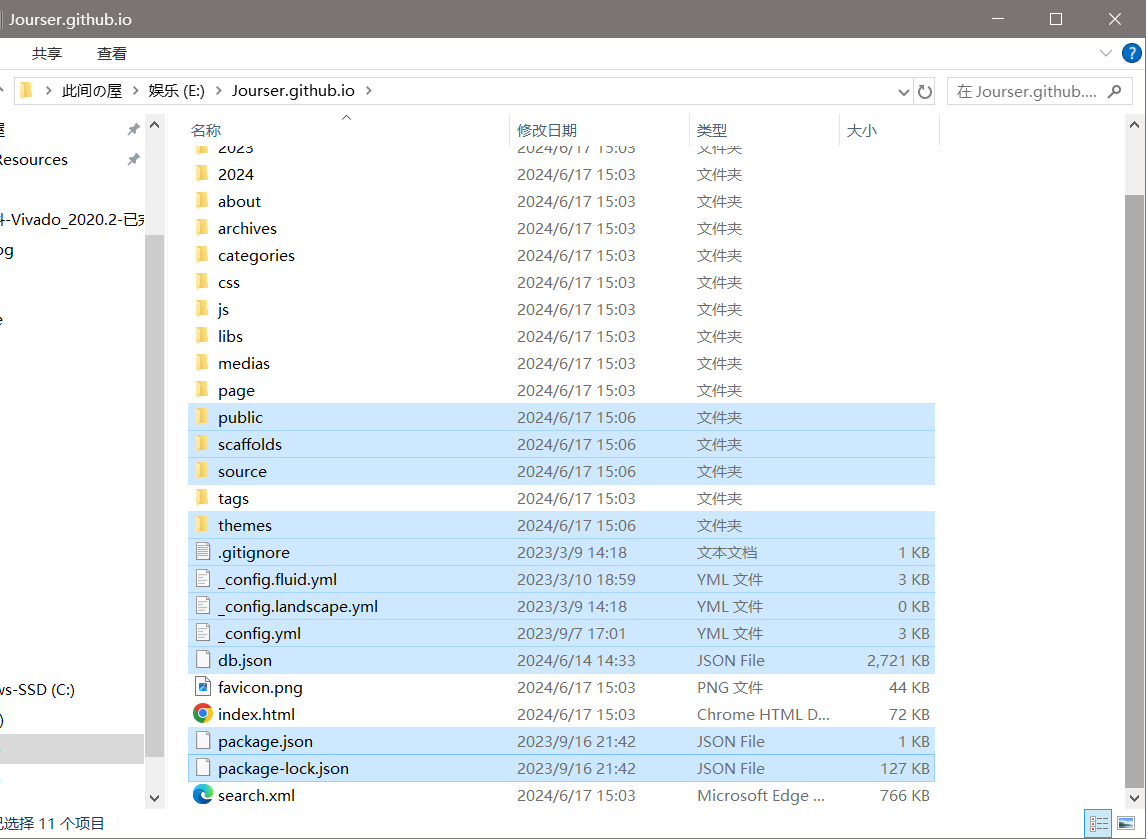 Jourser.github.io
共享 查看
此间の屋 娱乐 (E:) Jourser.github.io 在 Jourser.github....
名称 修改日期 类型 大小
Resources
-Vivado_2020.2-已完
og
e
ws-SSD (C:)
)
2023 2024/6/17 15:03 文件夹
2024 2024/6/17 15:03 文件夹
about 2024/6/17 15:03 文件夹
archives 2024/6/17 15:03 文件夹
categories 2024/6/17 15:03 文件夹
css 2024/6/17 15:03 文件夹
js 2024/6/17 15:03 文件夹
libs 2024/6/17 15:03 文件夹
medias 2024/6/17 15:03 文件夹
page 2024/6/17 15:03 文件夹
public 2024/6/17 15:06 文件夹
scaffolds 2024/6/17 15:06 文件夹
source 2024/6/17 15:06 文件夹
tags 2024/6/17 15:03 文件夹
themes 2024/6/17 15:06 文件夹
.gitignore 2023/3/9 14:18 文本文档 1 KB
_config.fluid.yml 2023/3/10 18:59 YML 文件 3 KB
_config.landscape.yml 2023/3/9 14:18 YML 文件 0 KB
_config.yml 2023/9/7 17:01 YML 文件 3 KB
db.json 2024/6/14 14:33 JSON File 2,721 KB
favicon.png 2024/6/17 15:03 PNG 文件 44 KB
index.html 2024/6/17 15:03 Chrome HTML D... 72 KB
package.json 2023/9/16 21:42 JSON File 1 KB
package-lock.json 2023/9/16 21:42 JSON File 127 KB
search.xml 2024/6/17 15:03 Microsoft Edge ... 766 KB
已选择 11 个项目